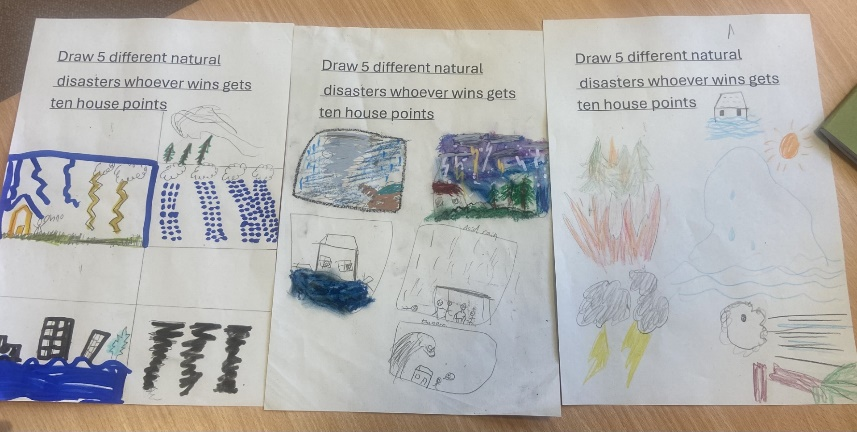 Draw 5 different natural
disasters whoever wins gets
ten house points
Draw 5 different natural
disasters whoever wins gets
ten house points
Draw 5 different natural
disasters whoever wins gets
ten house points